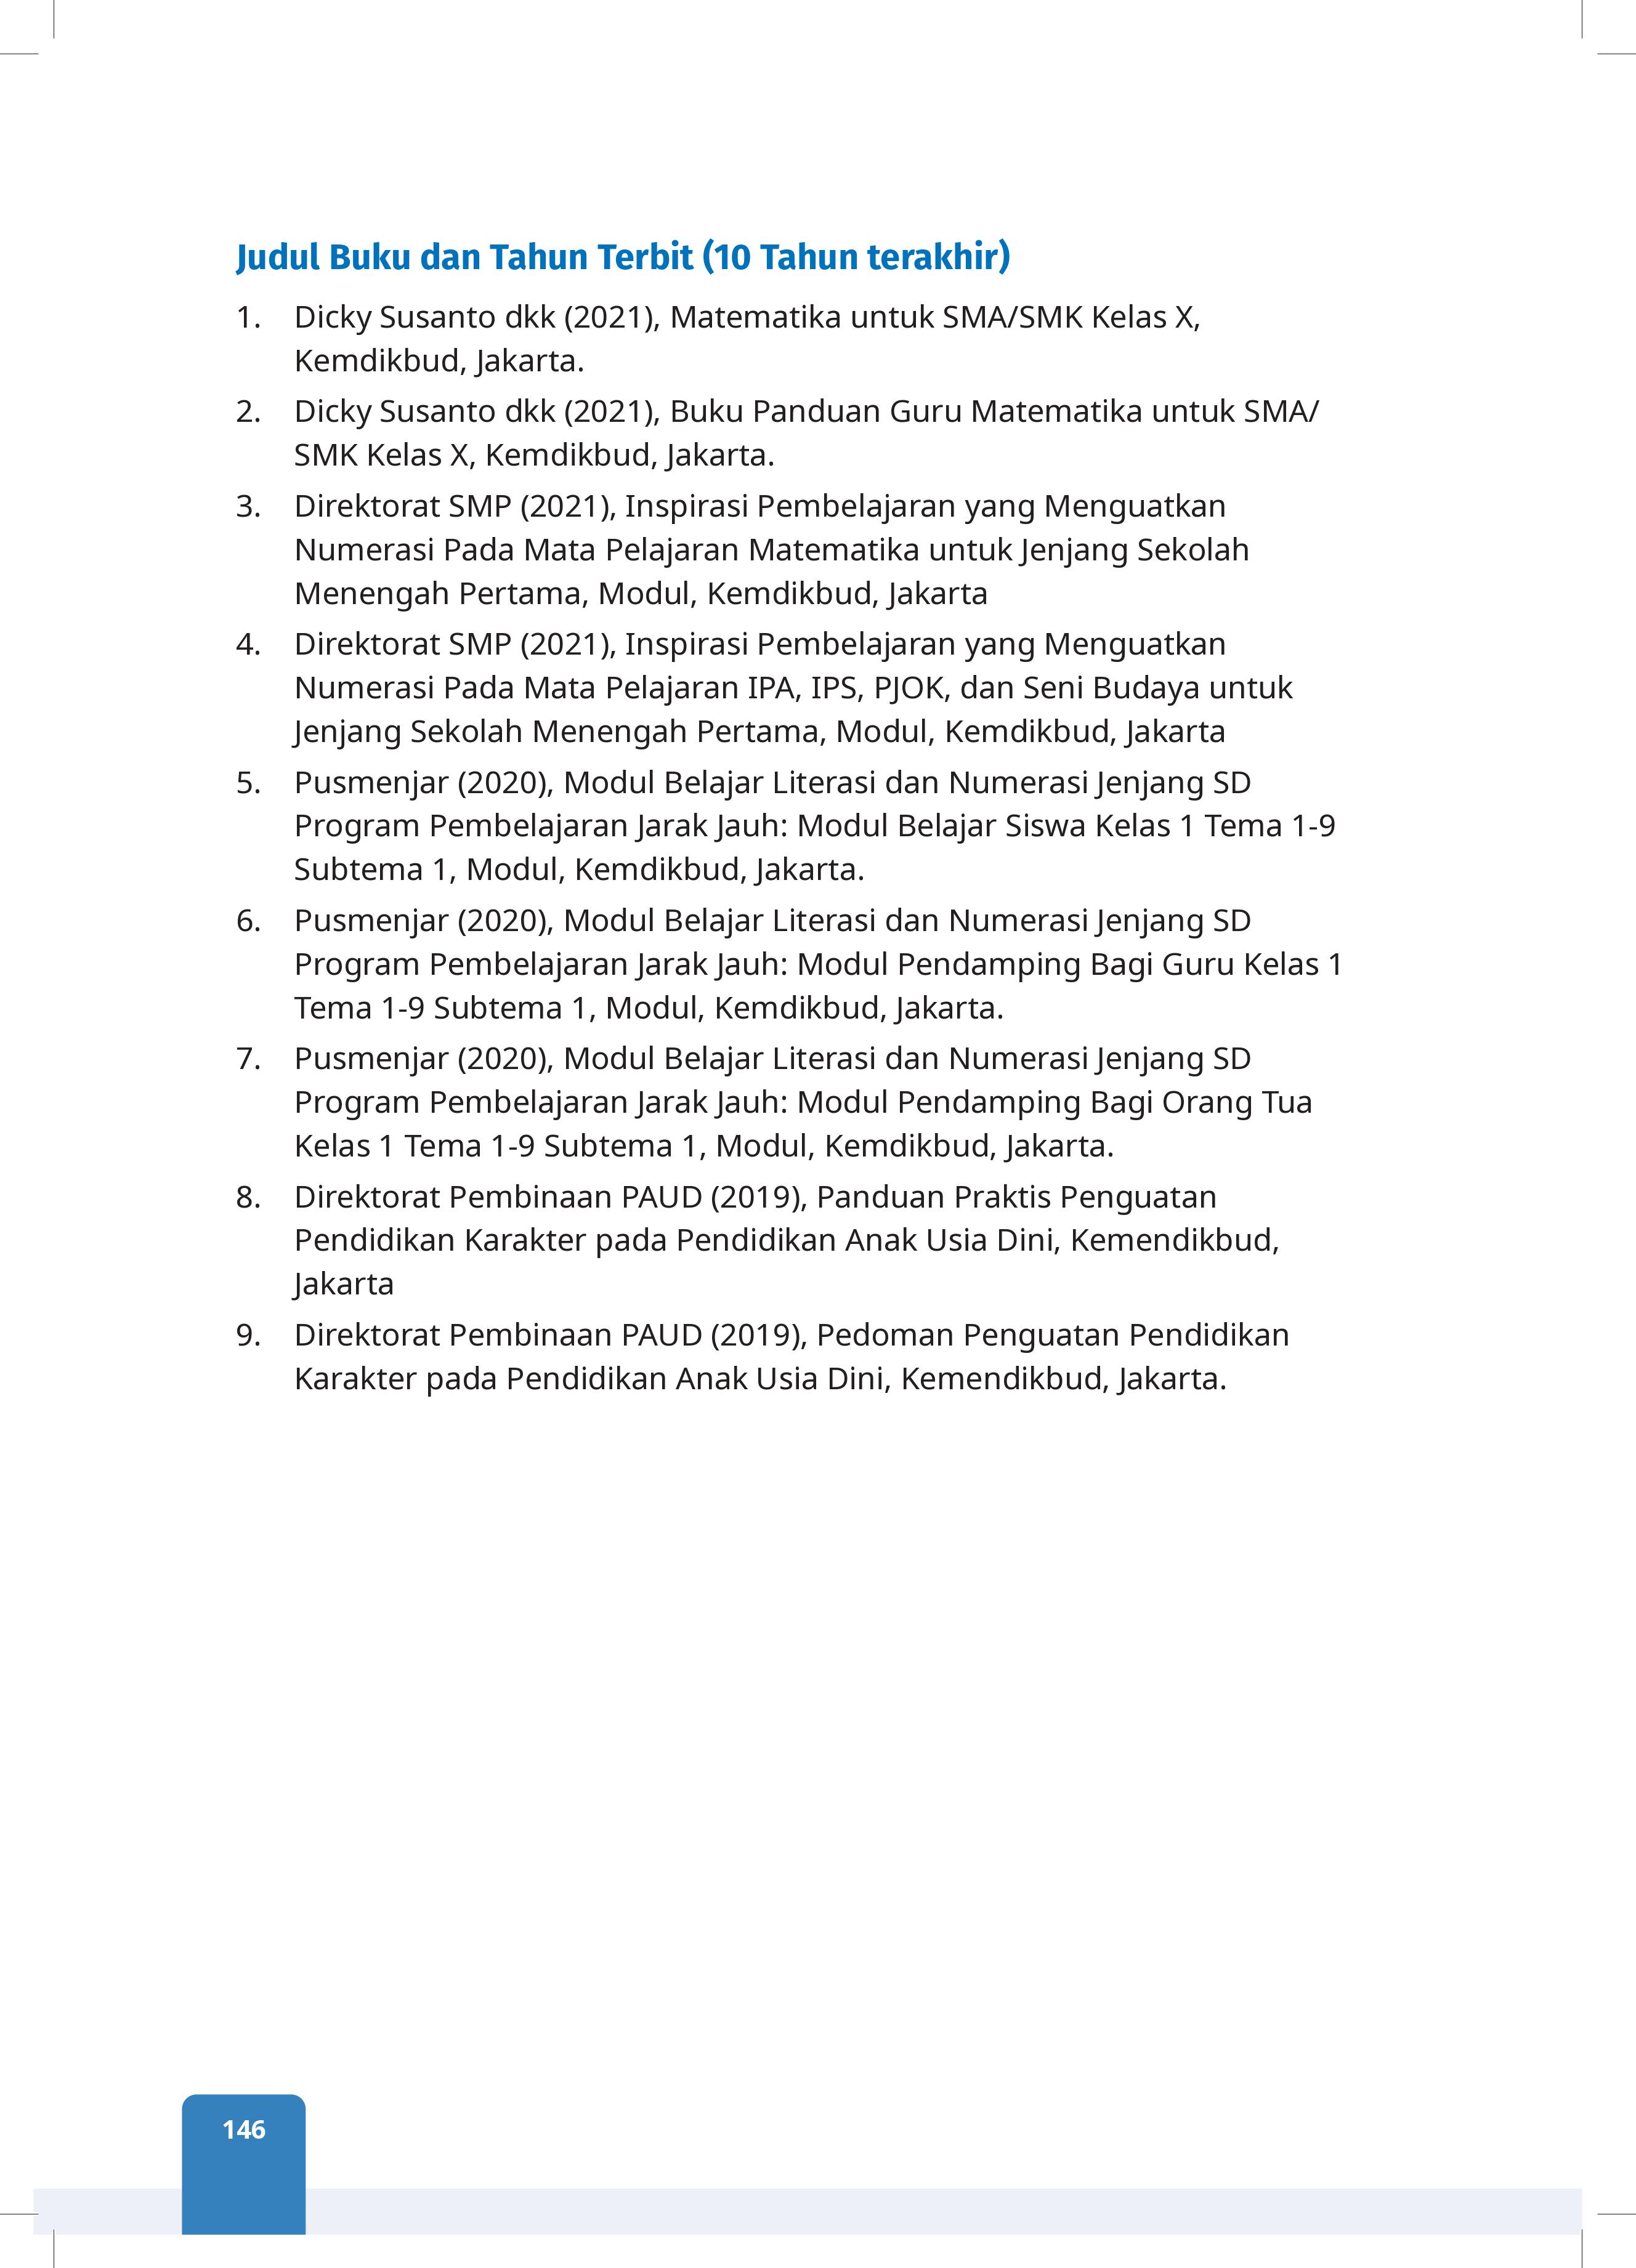 Judul Buku dan Tahun Terbit (10 Tahun terakhir)
1. Dicky Susanto dkk (2021), Matematika untuk SMA/SMK Kelas X,
Kemdikbud, Jakarta.
2. Dicky Susanto dkk (2021), Buku Panduan Guru Matematika untuk SMA/
SMK Kelas X, Kemdikbud, Jakarta.
3. Direktorat SMP (2021), Inspirasi Pembelajaran yang Menguatkan
Numerasi Pada Mata Pelajaran Matematika untuk Jenjang Sekolah
Menengah Pertama, Modul, Kemdikbud, Jakarta
4. Direktorat SMP (2021), Inspirasi Pembelajaran yang Menguatkan
Numerasi Pada Mata Pelajaran IPA, IPS, PJOK, dan Seni Budaya untuk
Jenjang Sekolah Menengah Pertama, Modul, Kemdikbud, Jakarta
5. Pusmenjar (2020), Modul Belajar Literasi dan Numerasi Jenjang SD
Program Pembelajaran Jarak Jauh: Modul Belajar Siswa Kelas 1 Tema 1-9
Subtema 1, Modul, Kemdikbud, Jakarta.
6. Pusmenjar (2020), Modul Belajar Literasi dan Numerasi Jenjang SD
Program Pembelajaran Jarak Jauh: Modul Pendamping Bagi Guru Kelas 1
Tema 1-9 Subtema 1, Modul, Kemdikbud, Jakarta.
7. Pusmenjar (2020), Modul Belajar Literasi dan Numerasi Jenjang SD
Program Pembelajaran Jarak Jauh: Modul Pendamping Bagi Orang Tua
Kelas 1 Tema 1-9 Subtema 1, Modul, Kemdikbud, Jakarta.
8. Direktorat Pembinaan PAUD (2019), Panduan Praktis Penguatan
Pendidikan Karakter pada Pendidikan Anak Usia Dini, Kemendikbud,
Jakarta
9. Direktorat Pembinaan PAUD (2019), Pedoman Penguatan Pendidikan
Karakter pada Pendidikan Anak Usia Dini, Kemendikbud, Jakarta.
146